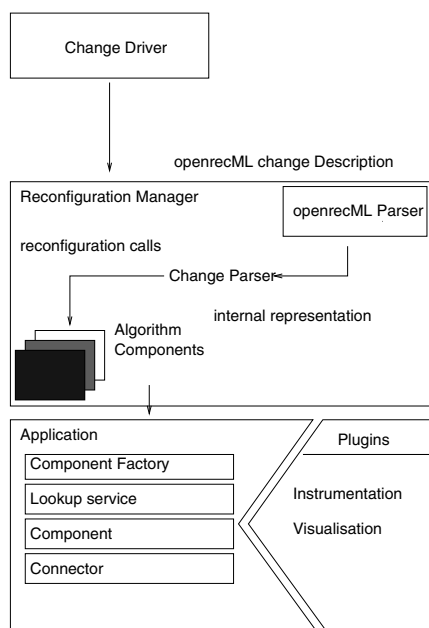 Change Driver
openrecML change Description
Reconfiguration Manager
openrecML Parser
reconfiguration calls
Change Parser
internal representation
Algorithm
Components
Application
Plugins
Component Factory
Lookup service
Instrumentation
Component
Visualisation
Connector